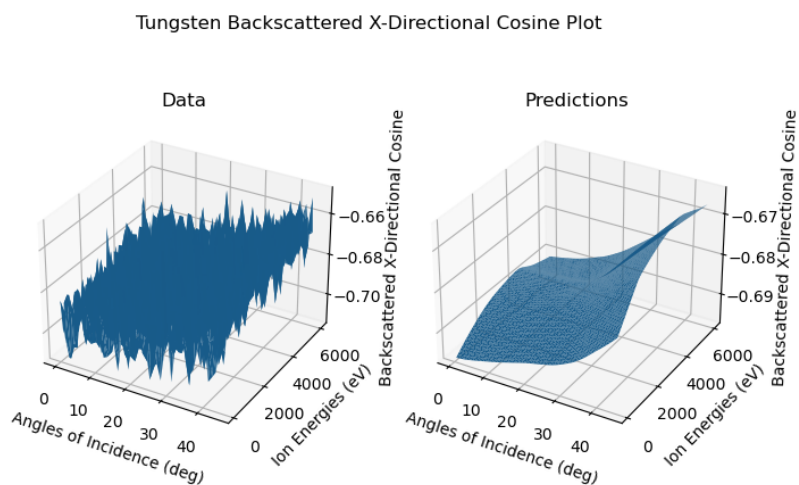 Tungsten Backscattered X-Directional Cosine Plot
Data
Predictions
−0.66
−0.68
−0.70
Backscattered X-Directional Cosine
0
10
20
30
40
Angles of Incidence (deg)
0
2000
4000
6000
Ion Energies (eV)
−0.67
−0.68
−0.69
Backscattered X-Directional Cosine
0
10
20
30
40
Angles of Incidence (deg)
0
2000
4000
6000
Ion Energies (eV)